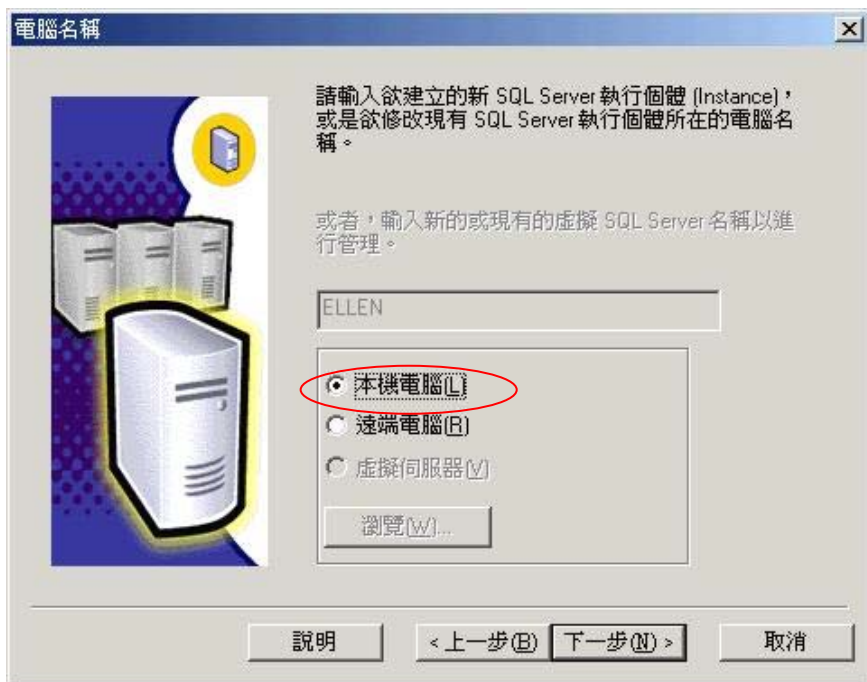 電腦名稱
請輸入欲建立的新 SQL Server 執行個體 (Instance)，
或是欲修改現有 SQL Server 執行個體所在的電腦名
稱。
或者，輸入新的或現有的虛擬 SQL Server 名稱以進
行管理。
ELLEN
本機電腦(L)
遠端電腦(R)
虛擬伺服器(V)
瀏覽(W)...
說明
<上一步(B)
下一步(N)>
取消